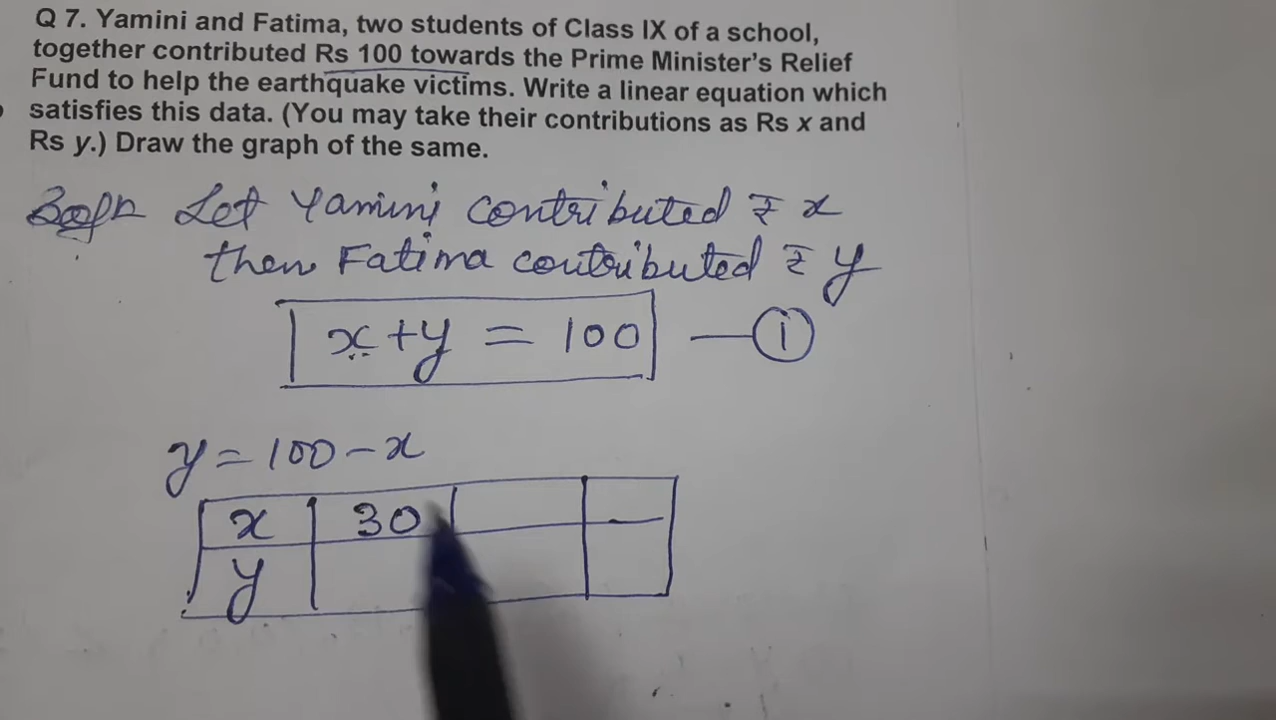 Q 7. Yamini and Fatima, two students of Class IX of a school,
together contributed Rs 100 towards the Prime Minister's Relief
Fund to help the earthquake victims. Write a linear equation which
satisfies this data. (You may take their contributions as Rs x and
Rs y.) Draw the graph of the same.
Soln Let Yamini contributed ₹ x
then Fatima contributed ₹ y
x+y = 100 — 1
y = 100 - x
x 30
y